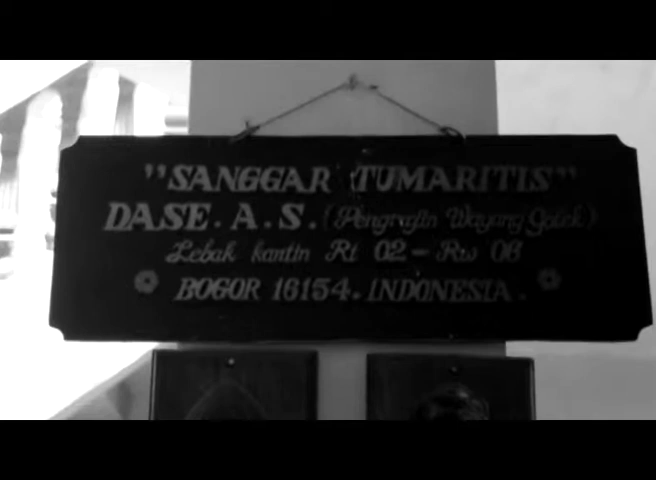 "SANGGAR TUMARITIS"
DASE. A. S. (Pengrajin Wayang Golek)
Lebak kantin Rt 02 - Rw 06
BOGOR 16154. INDONESIA.